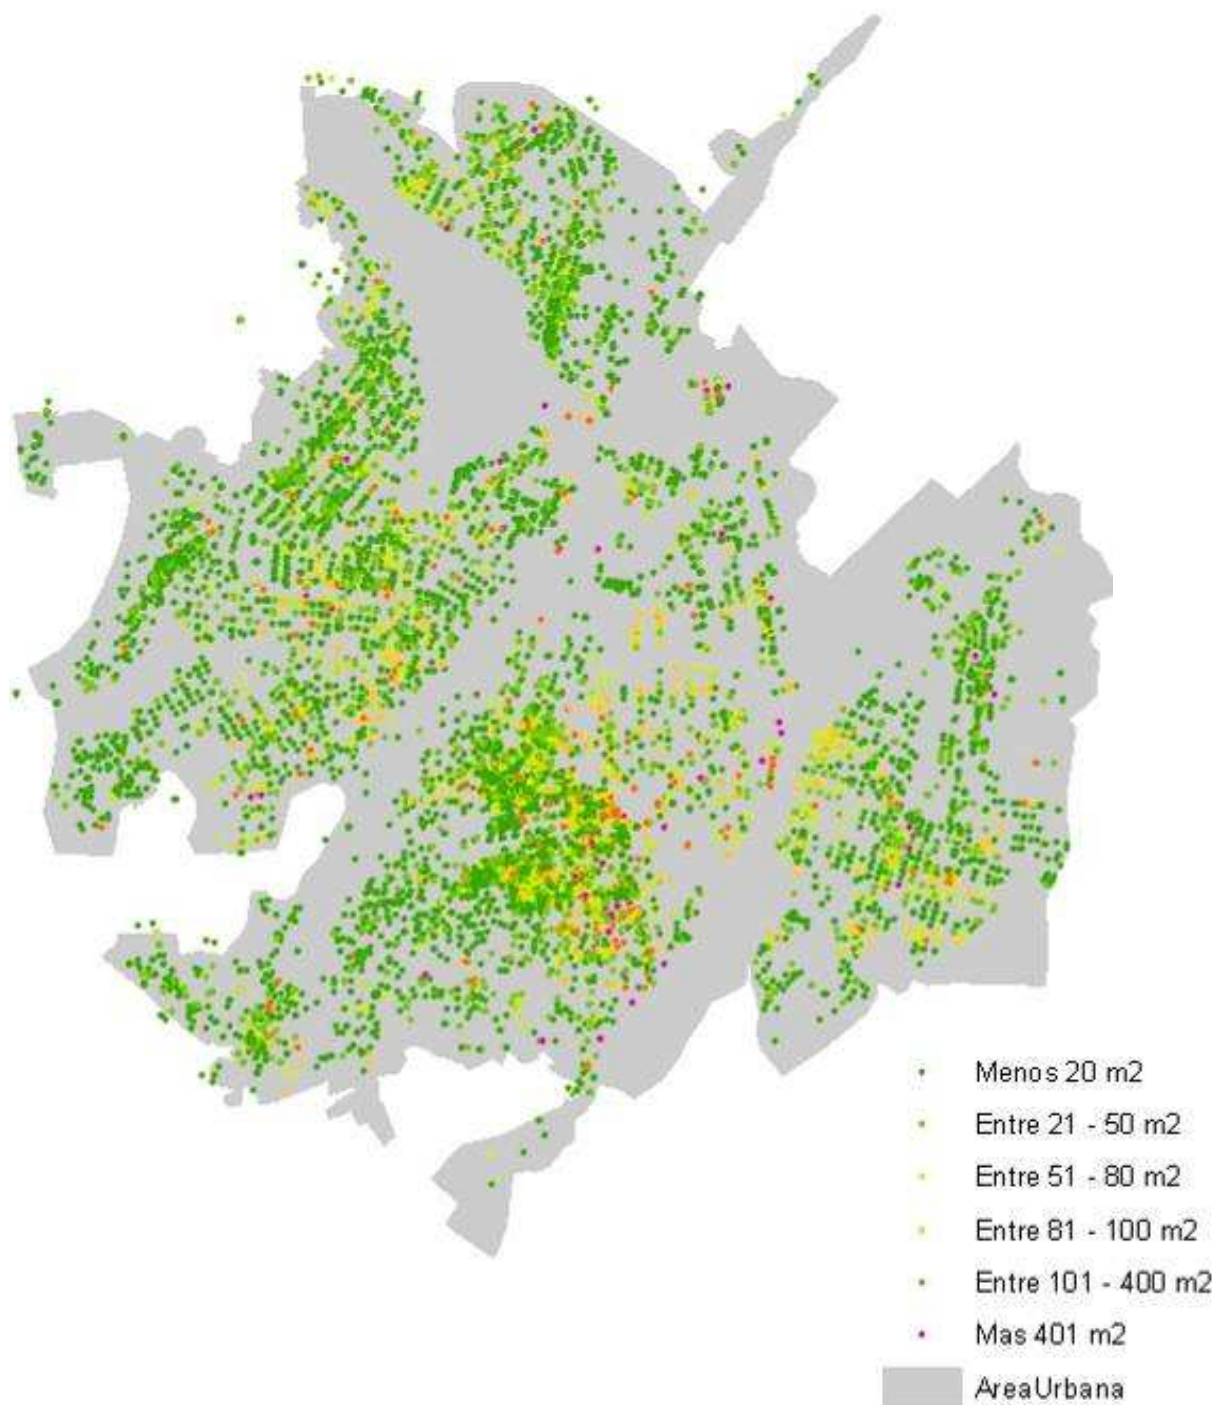 Menos 20 m2
Entre 21 - 50 m2
Entre 51 - 80 m2
Entre 81 - 100 m2
Entre 101 - 400 m2
Mas 401 m2
AreaUrbana